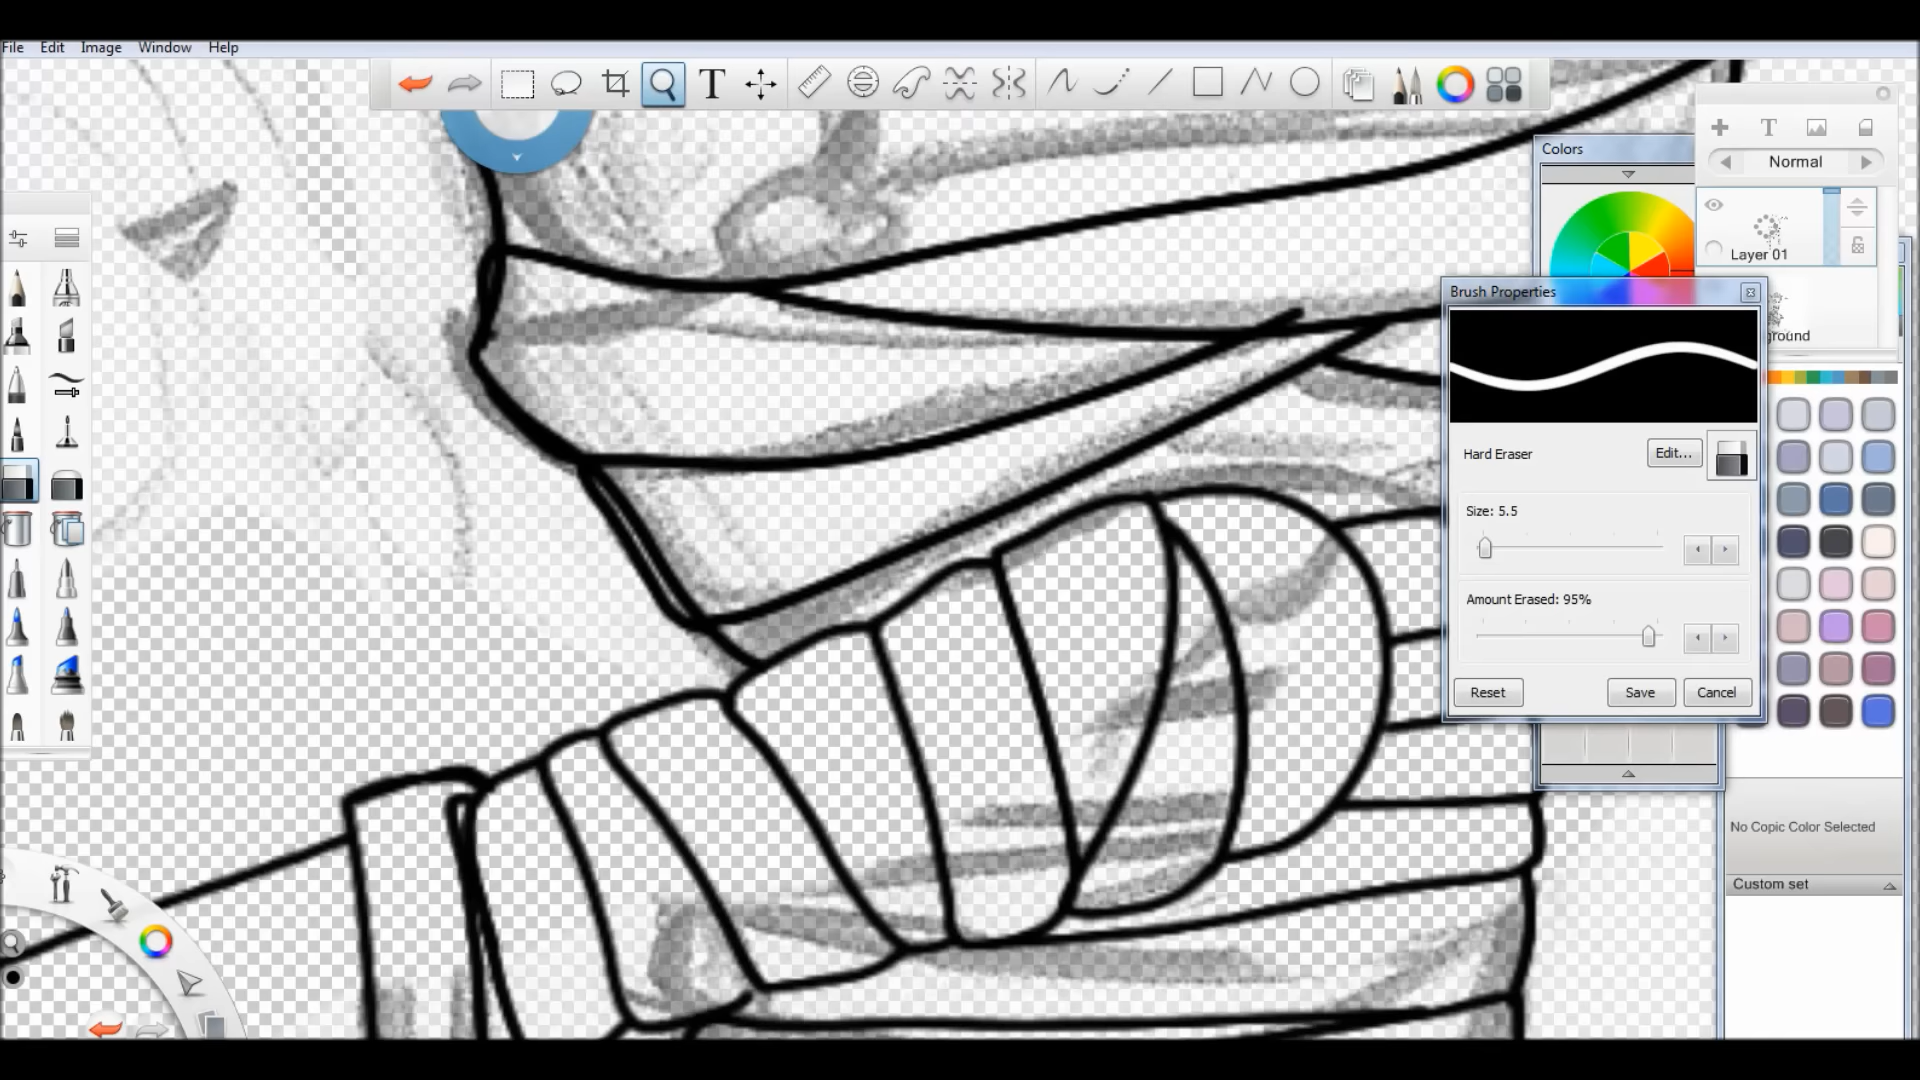 File Edit Image Window Help
T
T
Colors
Normal
Layer 01
Brush Properties
ground
Hard Eraser
Edit...
Size: 5.5
Amount Erased: 95%
Reset Save Cancel
No Copic Color Selected
Custom set